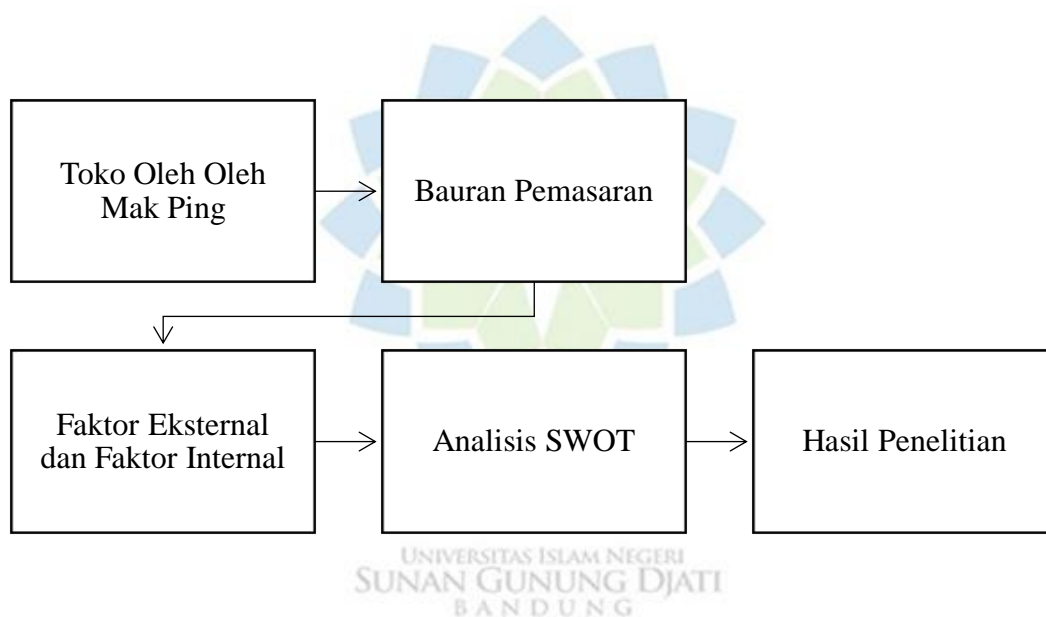 Toko Oleh Oleh
Mak Ping
Bauran Pemasaran
Faktor Eksternal
dan Faktor Internal
Analisis SWOT
Hasil Penelitian
UNIVERSITAS ISLAM NEGERI
SUNAN GUNUNG DJATI
BANDUNG